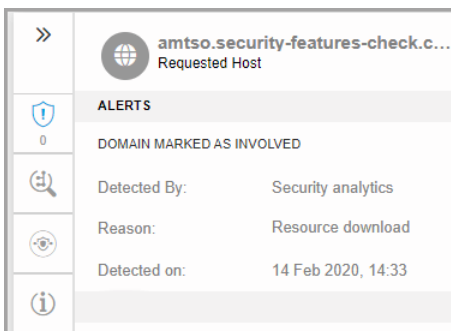 amtso.security-features-check.c...
Requested Host
ALERTS
0
DOMAIN MARKED AS INVOLVED
Detected By: Security analytics
Reason: Resource download
Detected on: 14 Feb 2020, 14:33